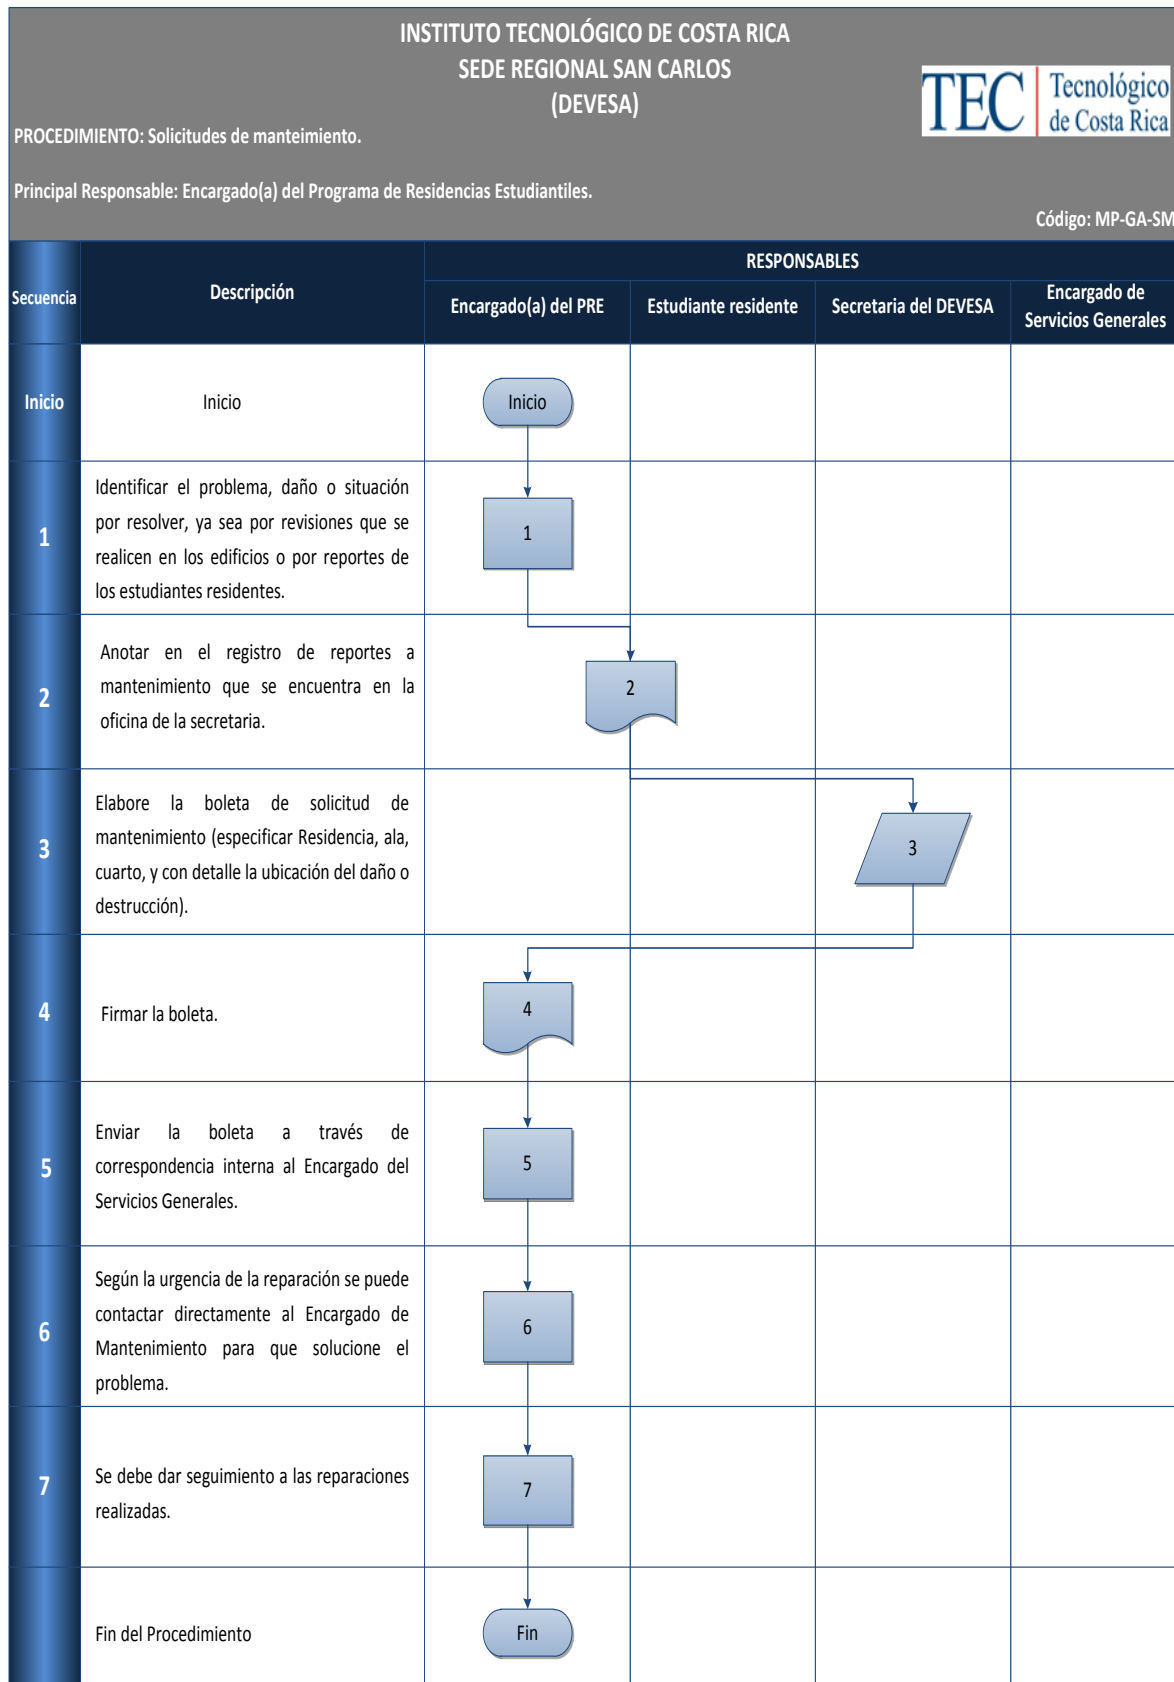 INSTITUTO TECNOLÓGICO DE COSTA RICA
SEDE REGIONAL SAN CARLOS
(DEVESA)
TEC Tecnológico
de Costa Rica
PROCEDIMIENTO: Solicitudes de manteimiento.
Principal Responsable: Encargado(a) del Programa de Residencias Estudiantiles.
Código: MP-GA-SM
Secuencia
Descripción
RESPONSABLES
Encargado(a) del PRE
Estudiante residente
Secretaria del DEVESA
Encargado de
Servicios Generales
Inicio
Inicio
Inicio
1
Identificar el problema, daño o situación
por resolver, ya sea por revisiones que se
realicen en los edificios o por reportes de
los estudiantes residentes.
1
2
Anotar en el registro de reportes a
mantenimiento que se encuentra en la
oficina de la secretaria.
2
3
Elabore la boleta de solicitud de
mantenimiento (especificar Residencia, ala,
cuarto, y con detalle la ubicación del daño o
destrucción).
3
4
Firmar la boleta.
4
5
Enviar la boleta a través de
correspondencia interna al Encargado del
Servicios Generales.
5
6
Según la urgencia de la reparación se puede
contactar directamente al Encargado de
Mantenimiento para que solucione el
problema.
6
7
Se debe dar seguimiento a las reparaciones
realizadas.
7
Fin del Procedimiento
Fin